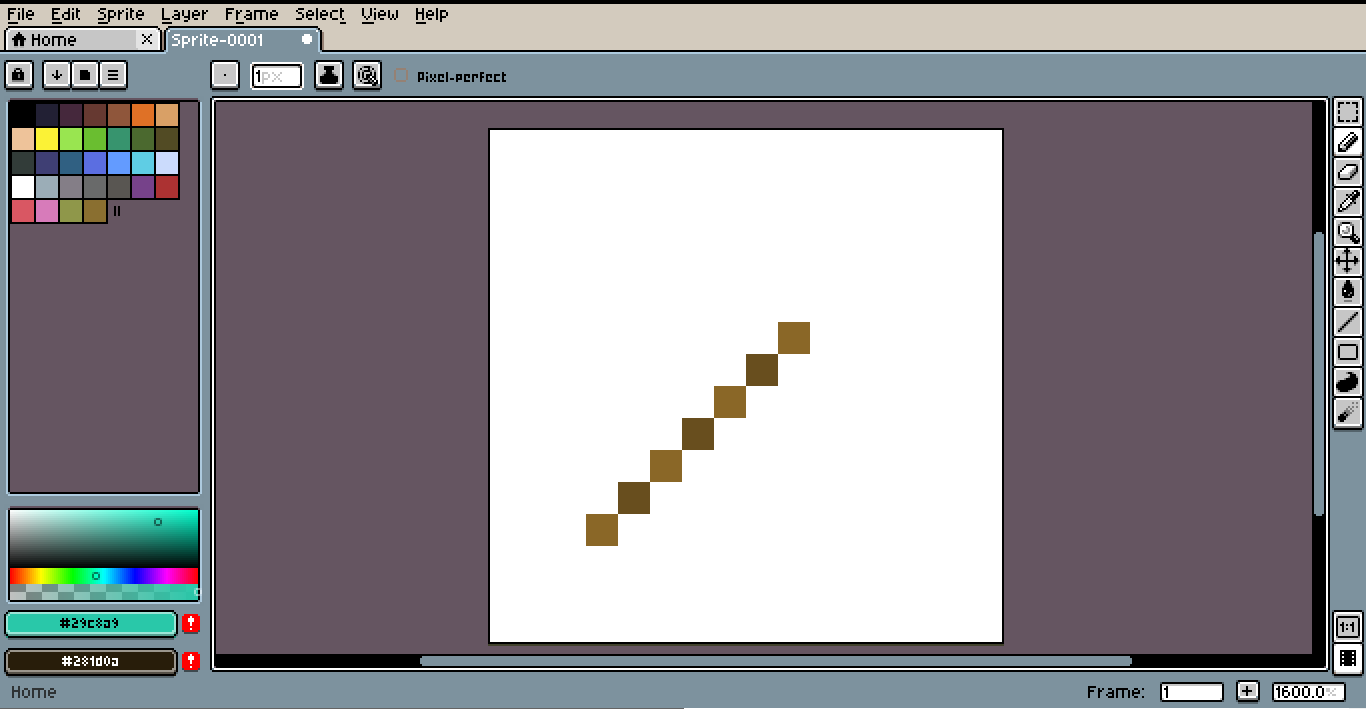 File Edit Sprite Layer Frame Select View Help
Home Sprite-0001
1px Pixel-perfect
#29c8a9
#281d0a
1:1
Home Frame: 1 1600.0%